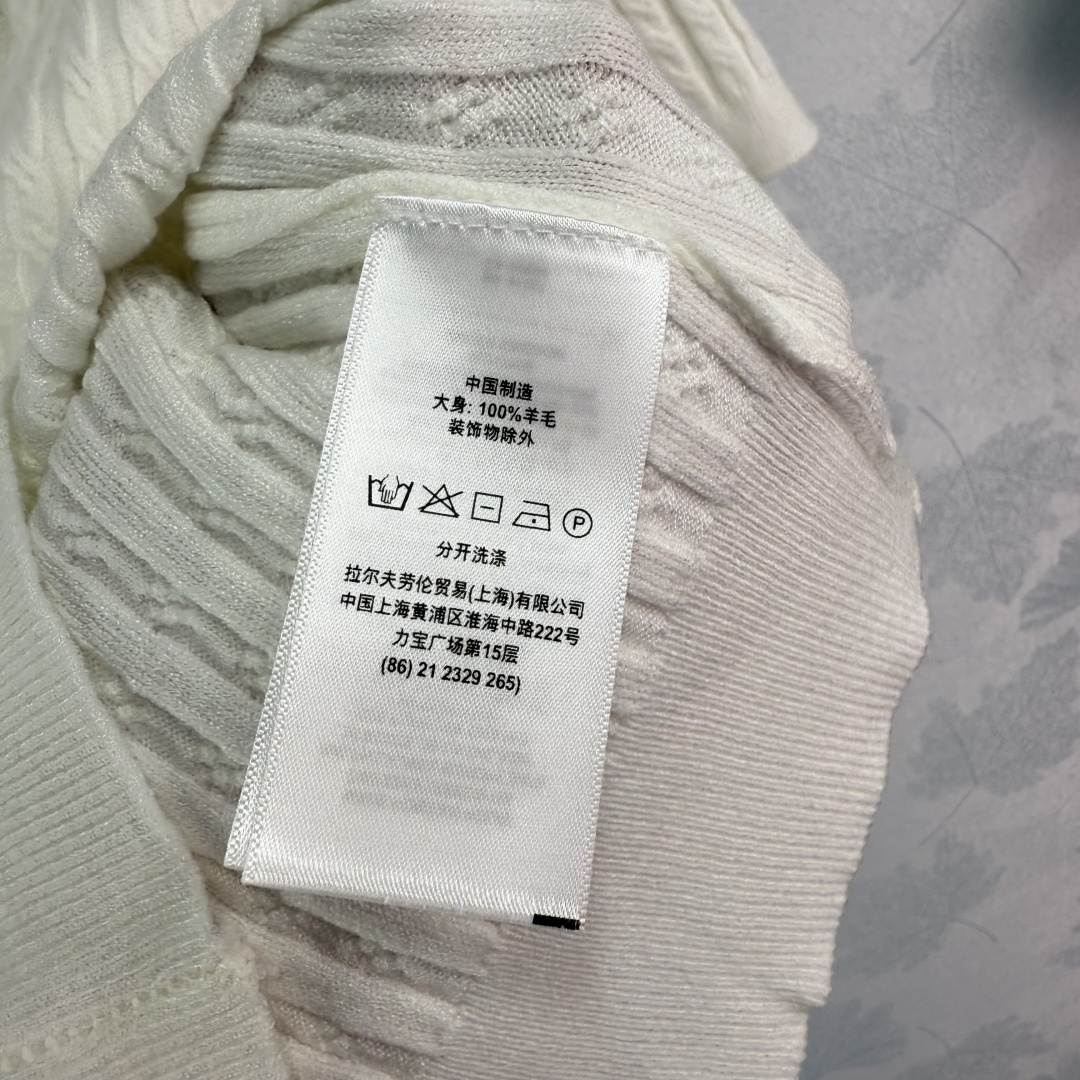 中国制造
大身: 100%羊毛
装饰物除外
P
分开洗涤
拉尔夫劳伦贸易(上海)有限公司
中国上海黄浦区淮海中路222号
力宝广场第15层
(86) 21 2329 265)